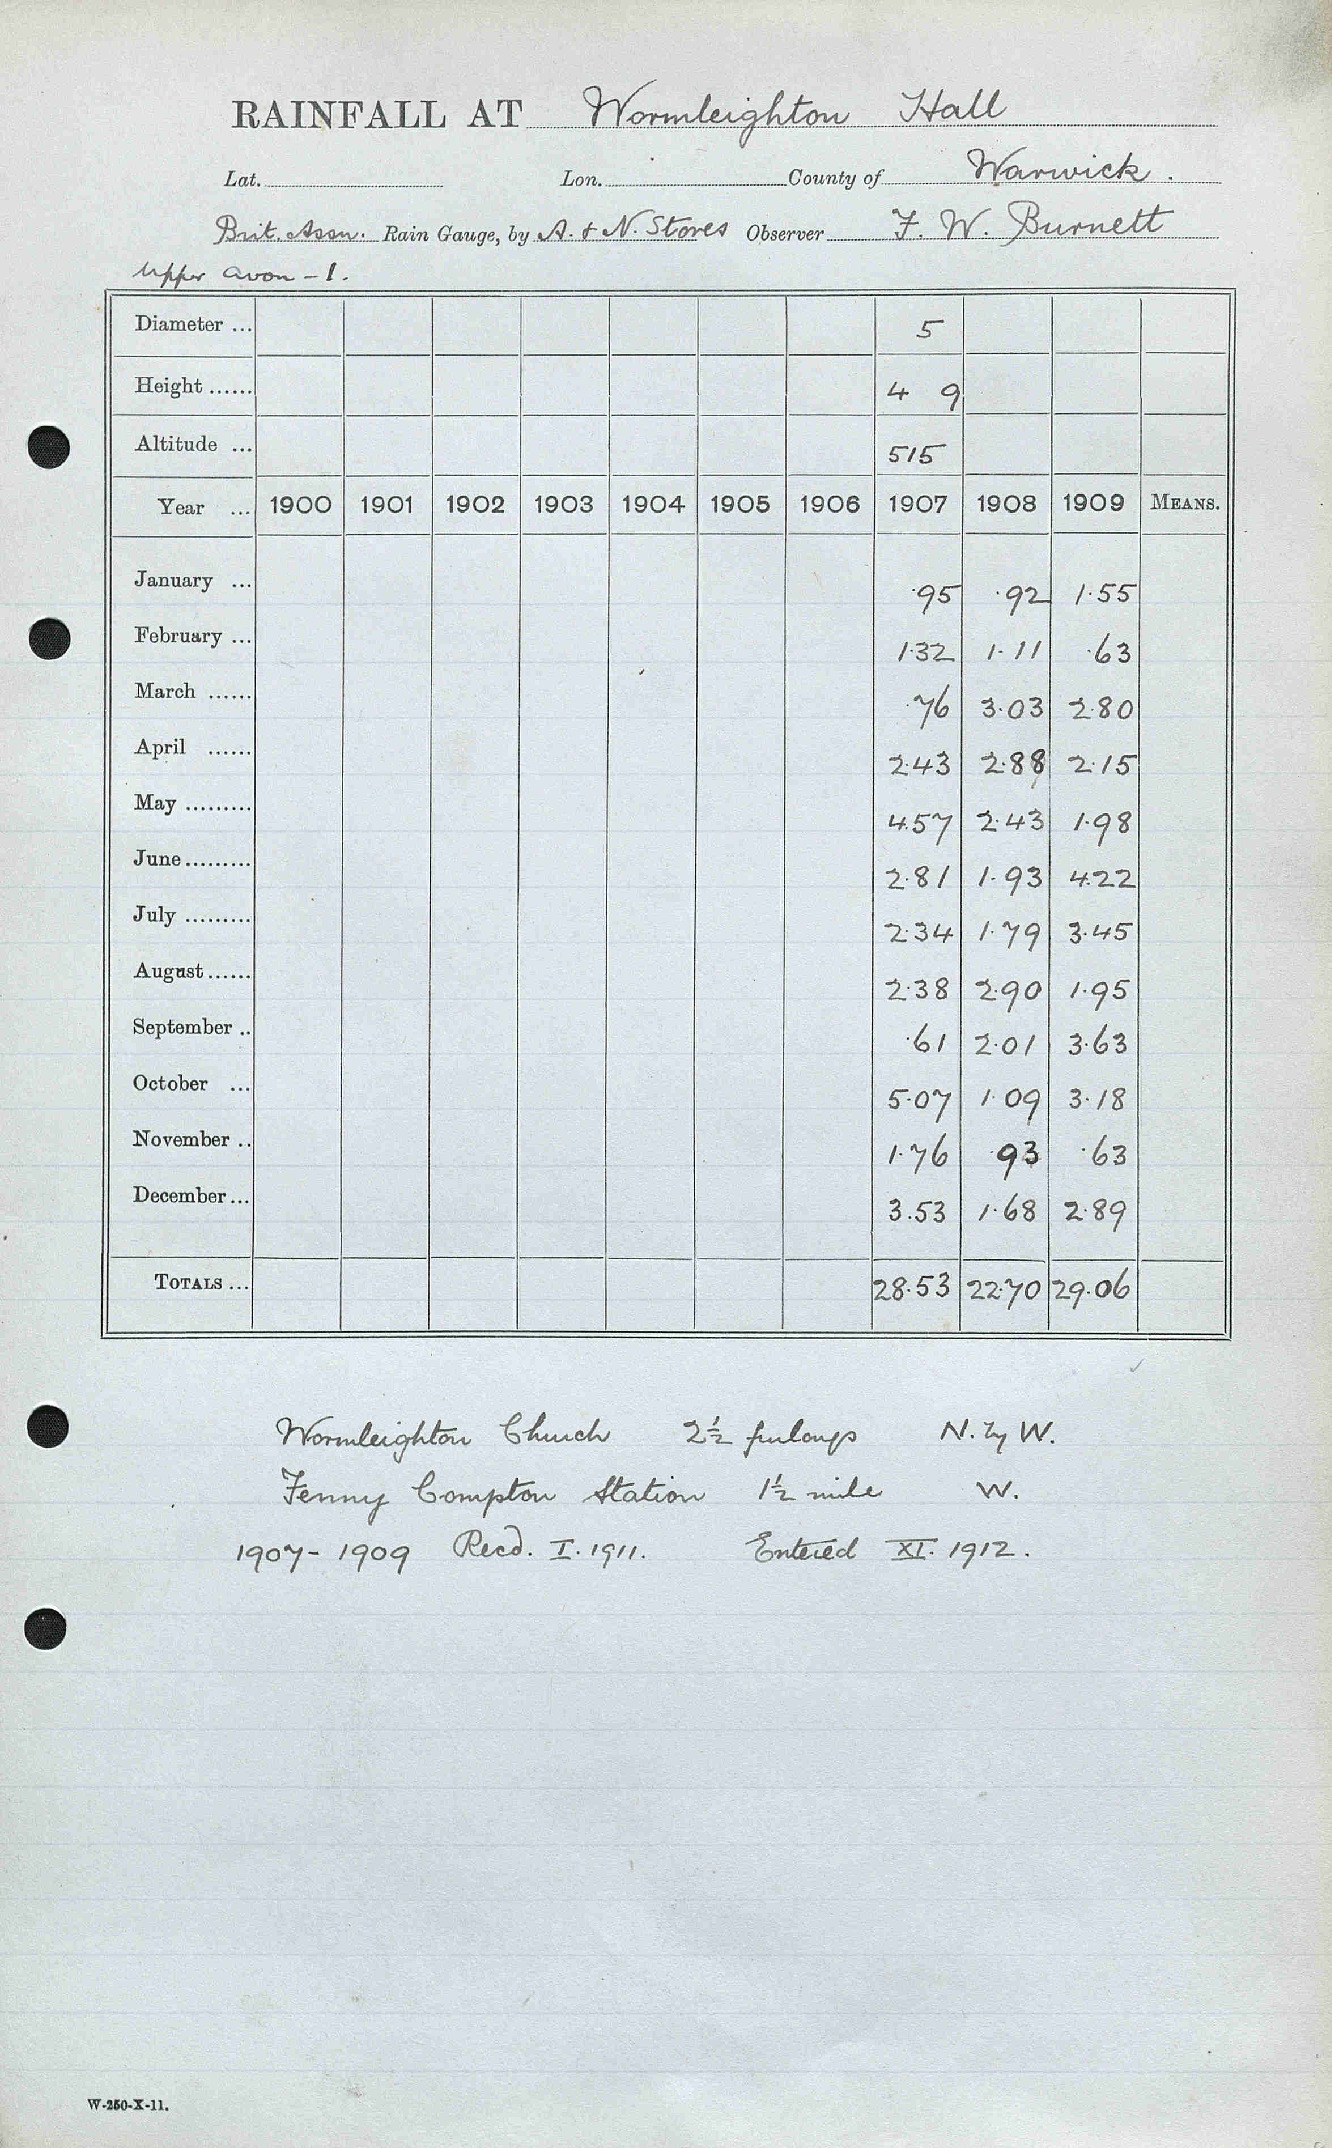 RAINFALL AT Wormleighton Hall
Lat. Lon. County of Warwick.
Brit. Assn. Rain Gauge, by A. & N. Stores Observer F. W. Burnett
Upper Avon - 1.
Diameter ... 5
Height ...... 4 9
Altitude ... 515
Year ... 1900 1901 1902 1903 1904 1905 1906 1907 1908 1909 MEANS.
January ... ·95 ·92 1·55
February ... 1·32 1·11 ·63
March ...... ·76 3·03 2·80
April ...... 2·43 2·88 2·15
May ......... 4·57 2·43 1·98
June ......... 2·81 1·93 4·22
July ......... 2·34 1·79 3·45
August ...... 2·38 2·90 1·95
September .. ·61 2·01 3·63
October ... 5·07 1·09 3·18
November .. 1·76 ·93 ·63
December ... 3·53 1·68 2·89
TOTALS ... 28·53 22·70 29·06
Wormleighton Church 2½ furlongs N. by W.
Fenny Compton Station 1½ mile W.
1907 - 1909 Recd. I. 1911. Entered XI. 1912.
W-250-X-11.